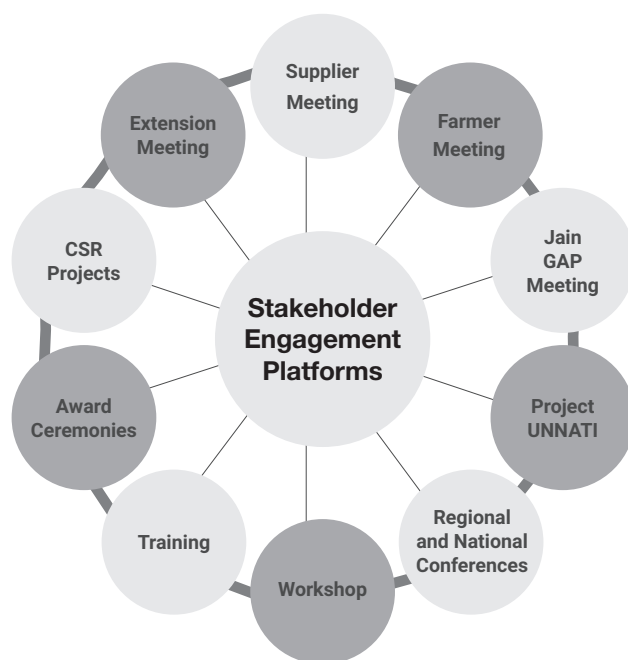 Supplier
Meeting
Farmer
Meeting
Jain
GAP
Meeting
Project
UNNATI
Regional
and National
Conferences
Workshop
Training
Award
Ceremonies
CSR
Projects
Extension
Meeting
Stakeholder
Engagement
Platforms